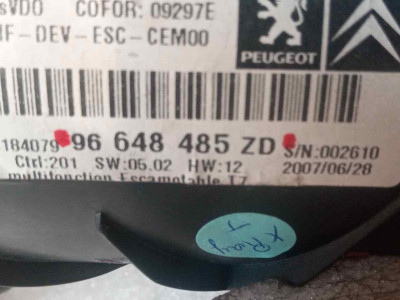 sVDO COFOR: 09297E
HF-DEV-ESC-CEM00
PEUGEOT
184079 96 648 485 ZD S/N:002610
Ctrl:201 SW:05.02 HW:12 2007/06/28
multifonction Escamotable T7